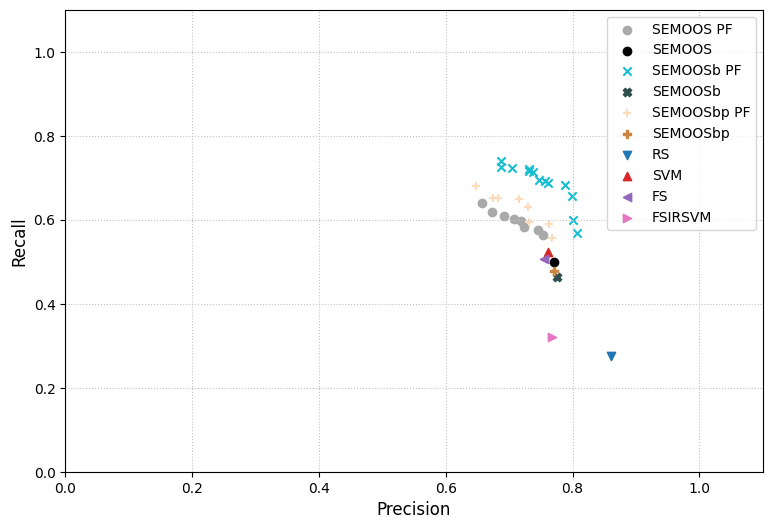 1.0
0.8
0.6
0.4
0.2
0.0
Recall
0.0 0.2 0.4 0.6 0.8 1.0
Precision
SEMOOS PF
SEMOOS
SEMOOSb PF
SEMOOSb
SEMOOSbp PF
SEMOOSbp
RS
SVM
FS
FSIRSVM